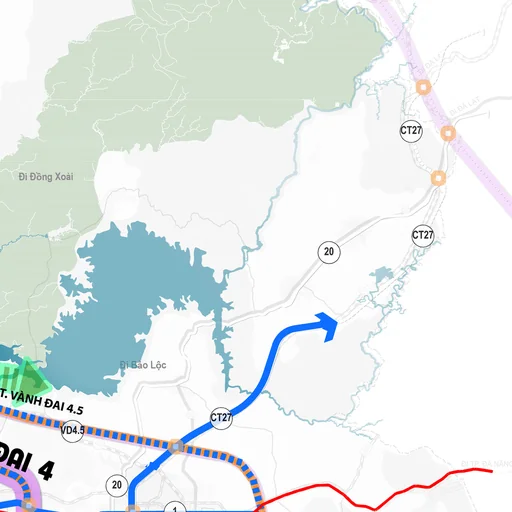 CT27
Đi Đồng Xoài
CT27
20
Đi Bảo Lộc
T. VÀNH ĐAI 4.5
CT27
VD4.5
ĐAI 4
20
1